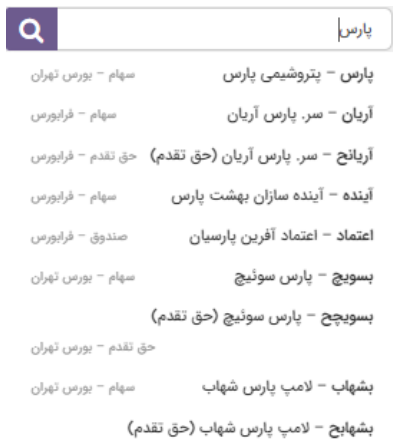 پارس
پارس - پتروشیمی پارس سهام - بورس تهران
آریان - سر. پارس آریان سهام - فرابورس
آریانح - سر. پارس آریان (حق تقدم) حق تقدم - فرابورس
آینده - آینده سازان بهشت پارس سهام - فرابورس
اعتماد - اعتماد آفرین پارسیان صندوق - فرابورس
بسویچ - پارس سوئیچ سهام - بورس تهران
بسویچح - پارس سوئیچ (حق تقدم)
حق تقدم - بورس تهران
بشهاب - لامپ پارس شهاب سهام - بورس تهران
بشهابح - لامپ پارس شهاب (حق تقدم)